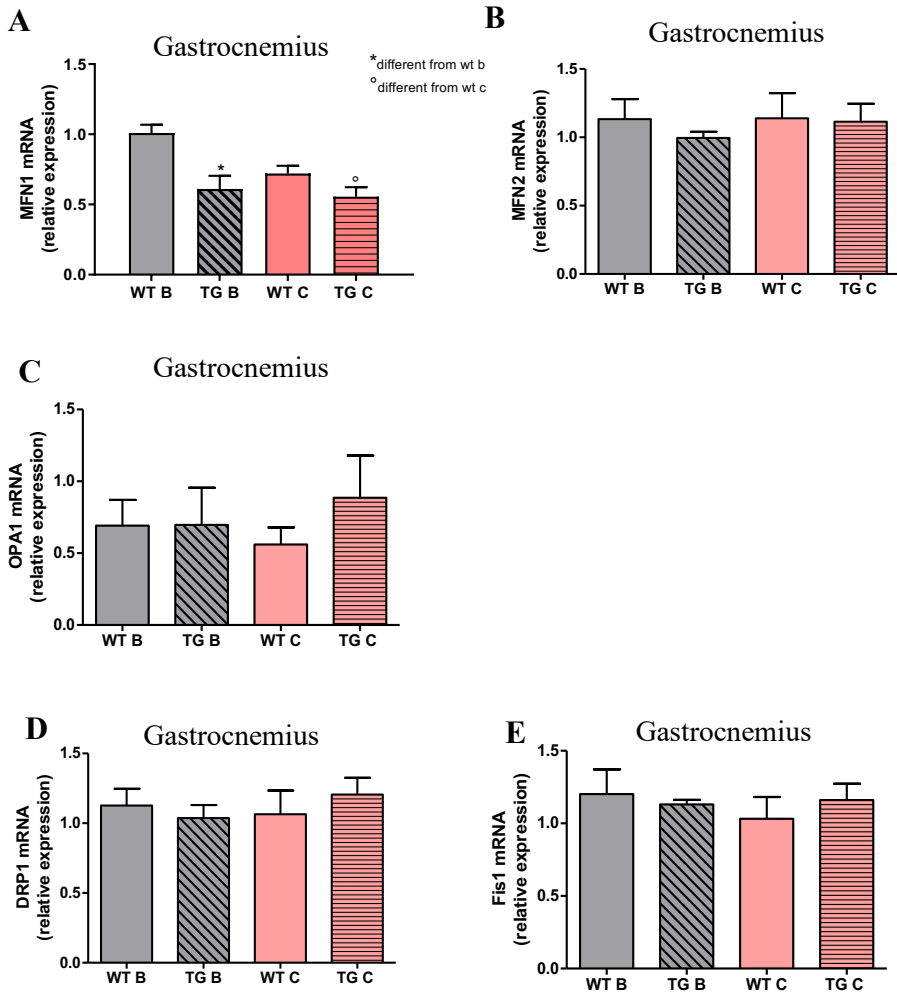 A
Gastrocnemius
*different from wt b
°different from wt c
MFN1 mRNA
(relative expression)
1.5
1.0
0.5
0.0
*
°
WT B TG B WT C TG C
B
Gastrocnemius
MFN2 mRNA
(relative expression)
1.5
1.0
0.5
0.0
WT B TG B WT C TG C
C
Gastrocnemius
OPA1 mRNA
(relative expression)
1.5
1.0
0.5
0.0
WT B TG B WT C TG C
D
Gastrocnemius
DRP1 mRNA
(relative expression)
1.5
1.0
0.5
0.0
WT B TG B WT C TG C
E
Gastrocnemius
Fis1 mRNA
(relative expression)
1.5
1.0
0.5
0.0
WT B TG B WT C TG C